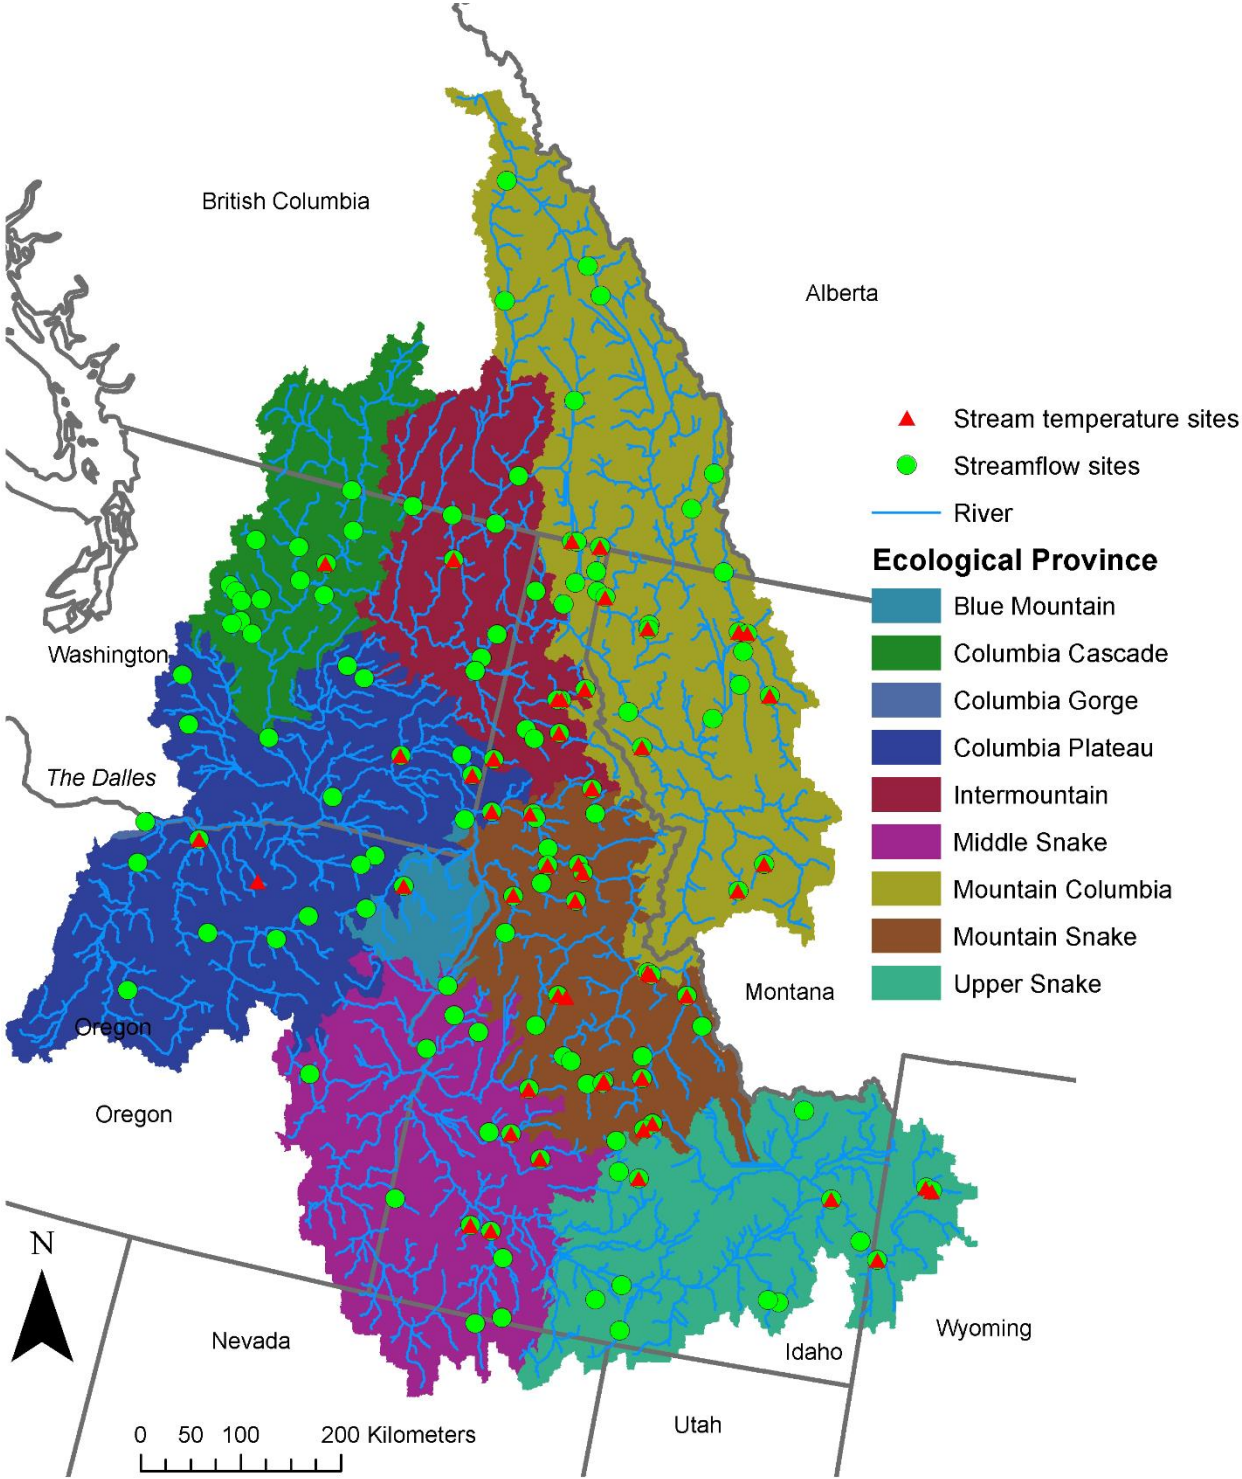 British Columbia
Alberta
Stream temperature sites
Streamflow sites
River
Ecological Province
Blue Mountain
Columbia Cascade
Columbia Gorge
Columbia Plateau
Intermountain
Middle Snake
Mountain Columbia
Mountain Snake
Upper Snake
Washington
The Dalles
Montana
Oregon
Oregon
N
Nevada
Idaho
Wyoming
Utah
0 50 100 200 Kilometers